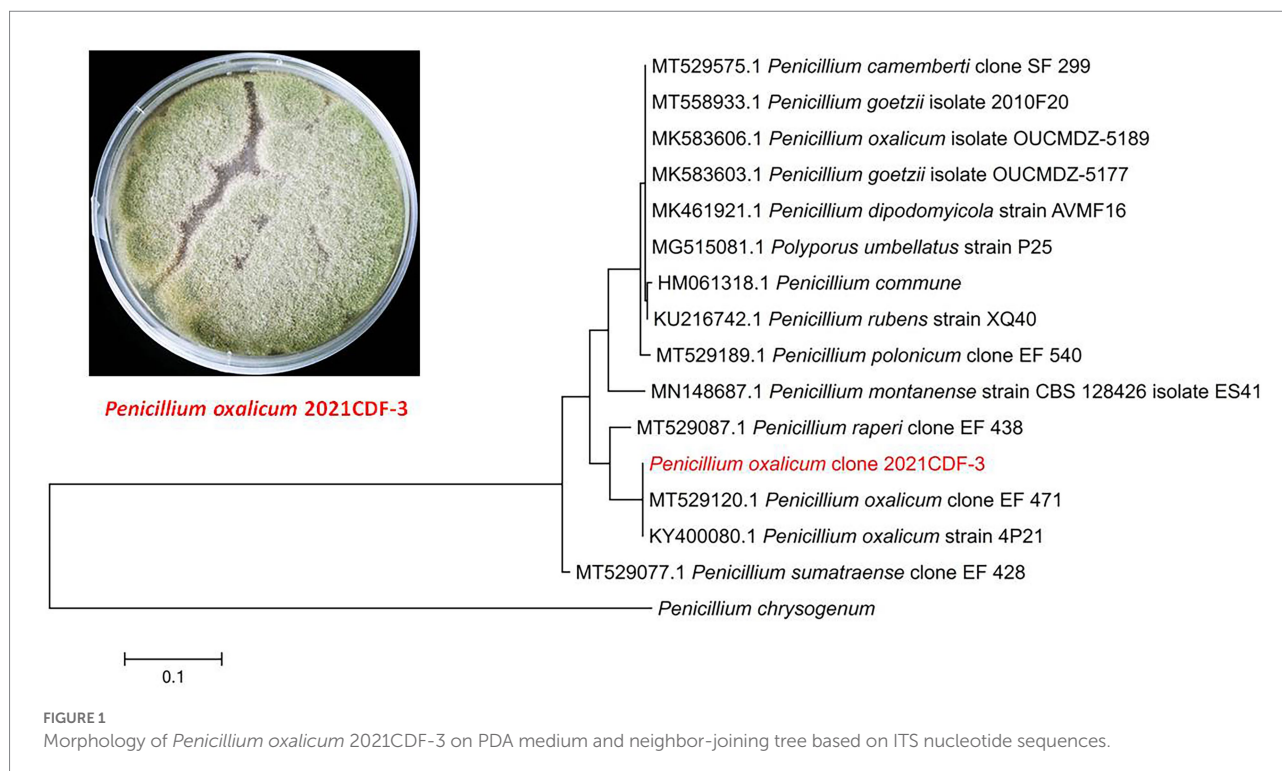 MT529575.1 Penicillium camemberti clone SF 299
MT558933.1 Penicillium goetzii isolate 2010F20
MK583606.1 Penicillium oxalicum isolate OUCMDZ-5189
MK583603.1 Penicillium goetzii isolate OUCMDZ-5177
MK461921.1 Penicillium dipodomyicola strain AVMF16
MG515081.1 Polyporus umbellatus strain P25
HM061318.1 Penicillium commune
KU216742.1 Penicillium rubens strain XQ40
MT529189.1 Penicillium polonicum clone EF 540
MN148687.1 Penicillium montanense strain CBS 128426 isolate ES41
MT529087.1 Penicillium raperi clone EF 438
Penicillium oxalicum clone 2021CDF-3
MT529120.1 Penicillium oxalicum clone EF 471
KY400080.1 Penicillium oxalicum strain 4P21
MT529077.1 Penicillium sumatraense clone EF 428
Penicillium chrysogenum
Penicillium oxalicum 2021CDF-3
0.1
FIGURE 1
Morphology of Penicillium oxalicum 2021CDF-3 on PDA medium and neighbor-joining tree based on ITS nucleotide sequences.